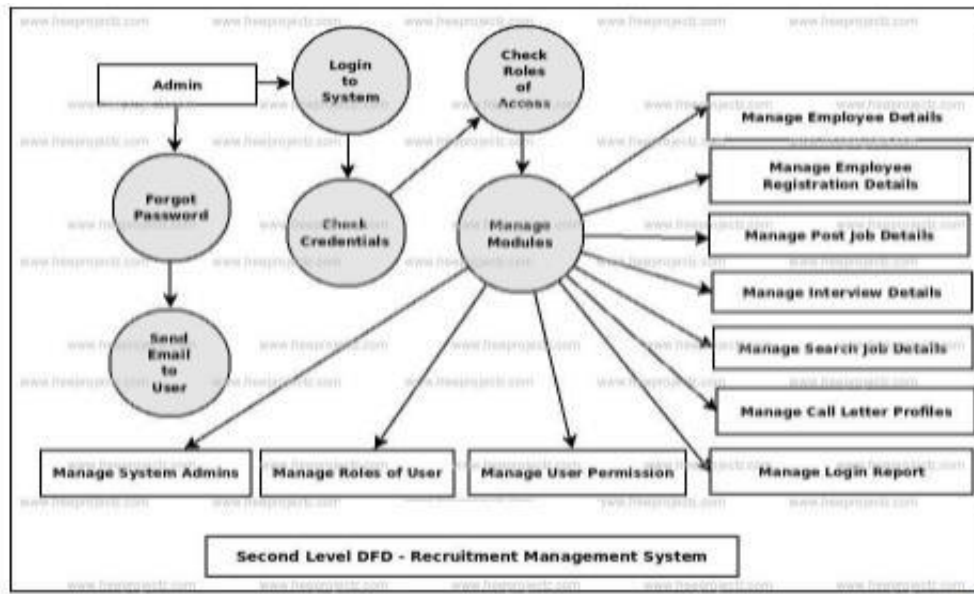 Admin
Login
to
System
Check
Roles
of
Access
Forgot
Password
Check
Credentials
Manage
Modules
Send
Email
to
User
Manage Employee Details
Manage Employee
Registration Details
Manage Post Job Details
Manage Interview Details
Manage Search Job Details
Manage Call Letter Profiles
Manage Login Report
Manage System Admins
Manage Roles of User
Manage User Permission
Second Level DFD - Recruitment Management System
www.freeprojectz.com